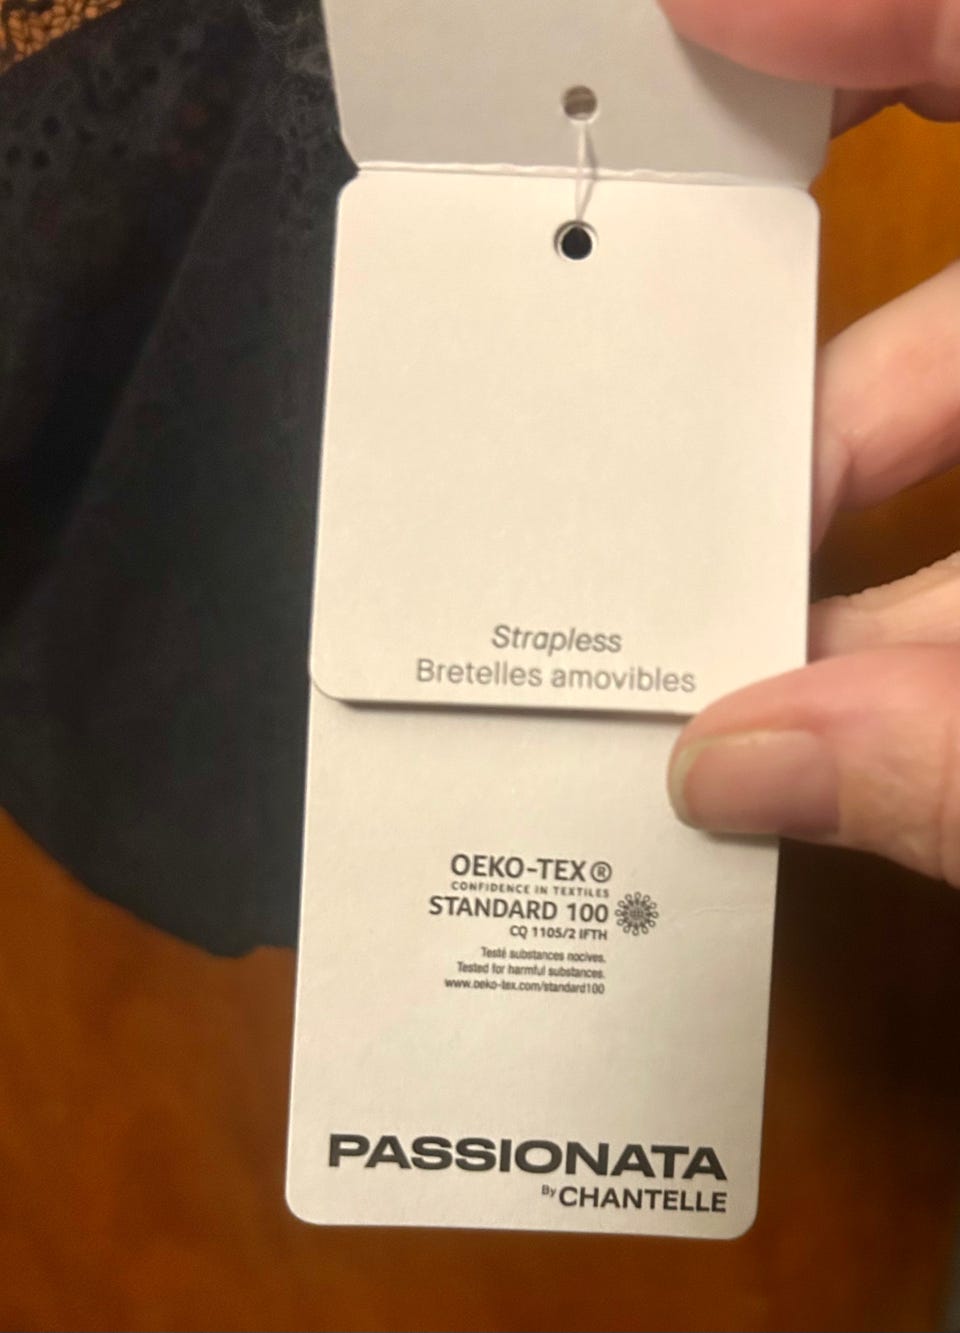 Strapless
Bretelles amovibles
OEKO-TEX®
CONFIDENCE IN TEXTILES
STANDARD 100
CQ 1105/2 IFTH
Testé substances nocives.
Tested for harmful substances.
www.oeko-tex.com/standard100
PASSIONATA
By CHANTELLE